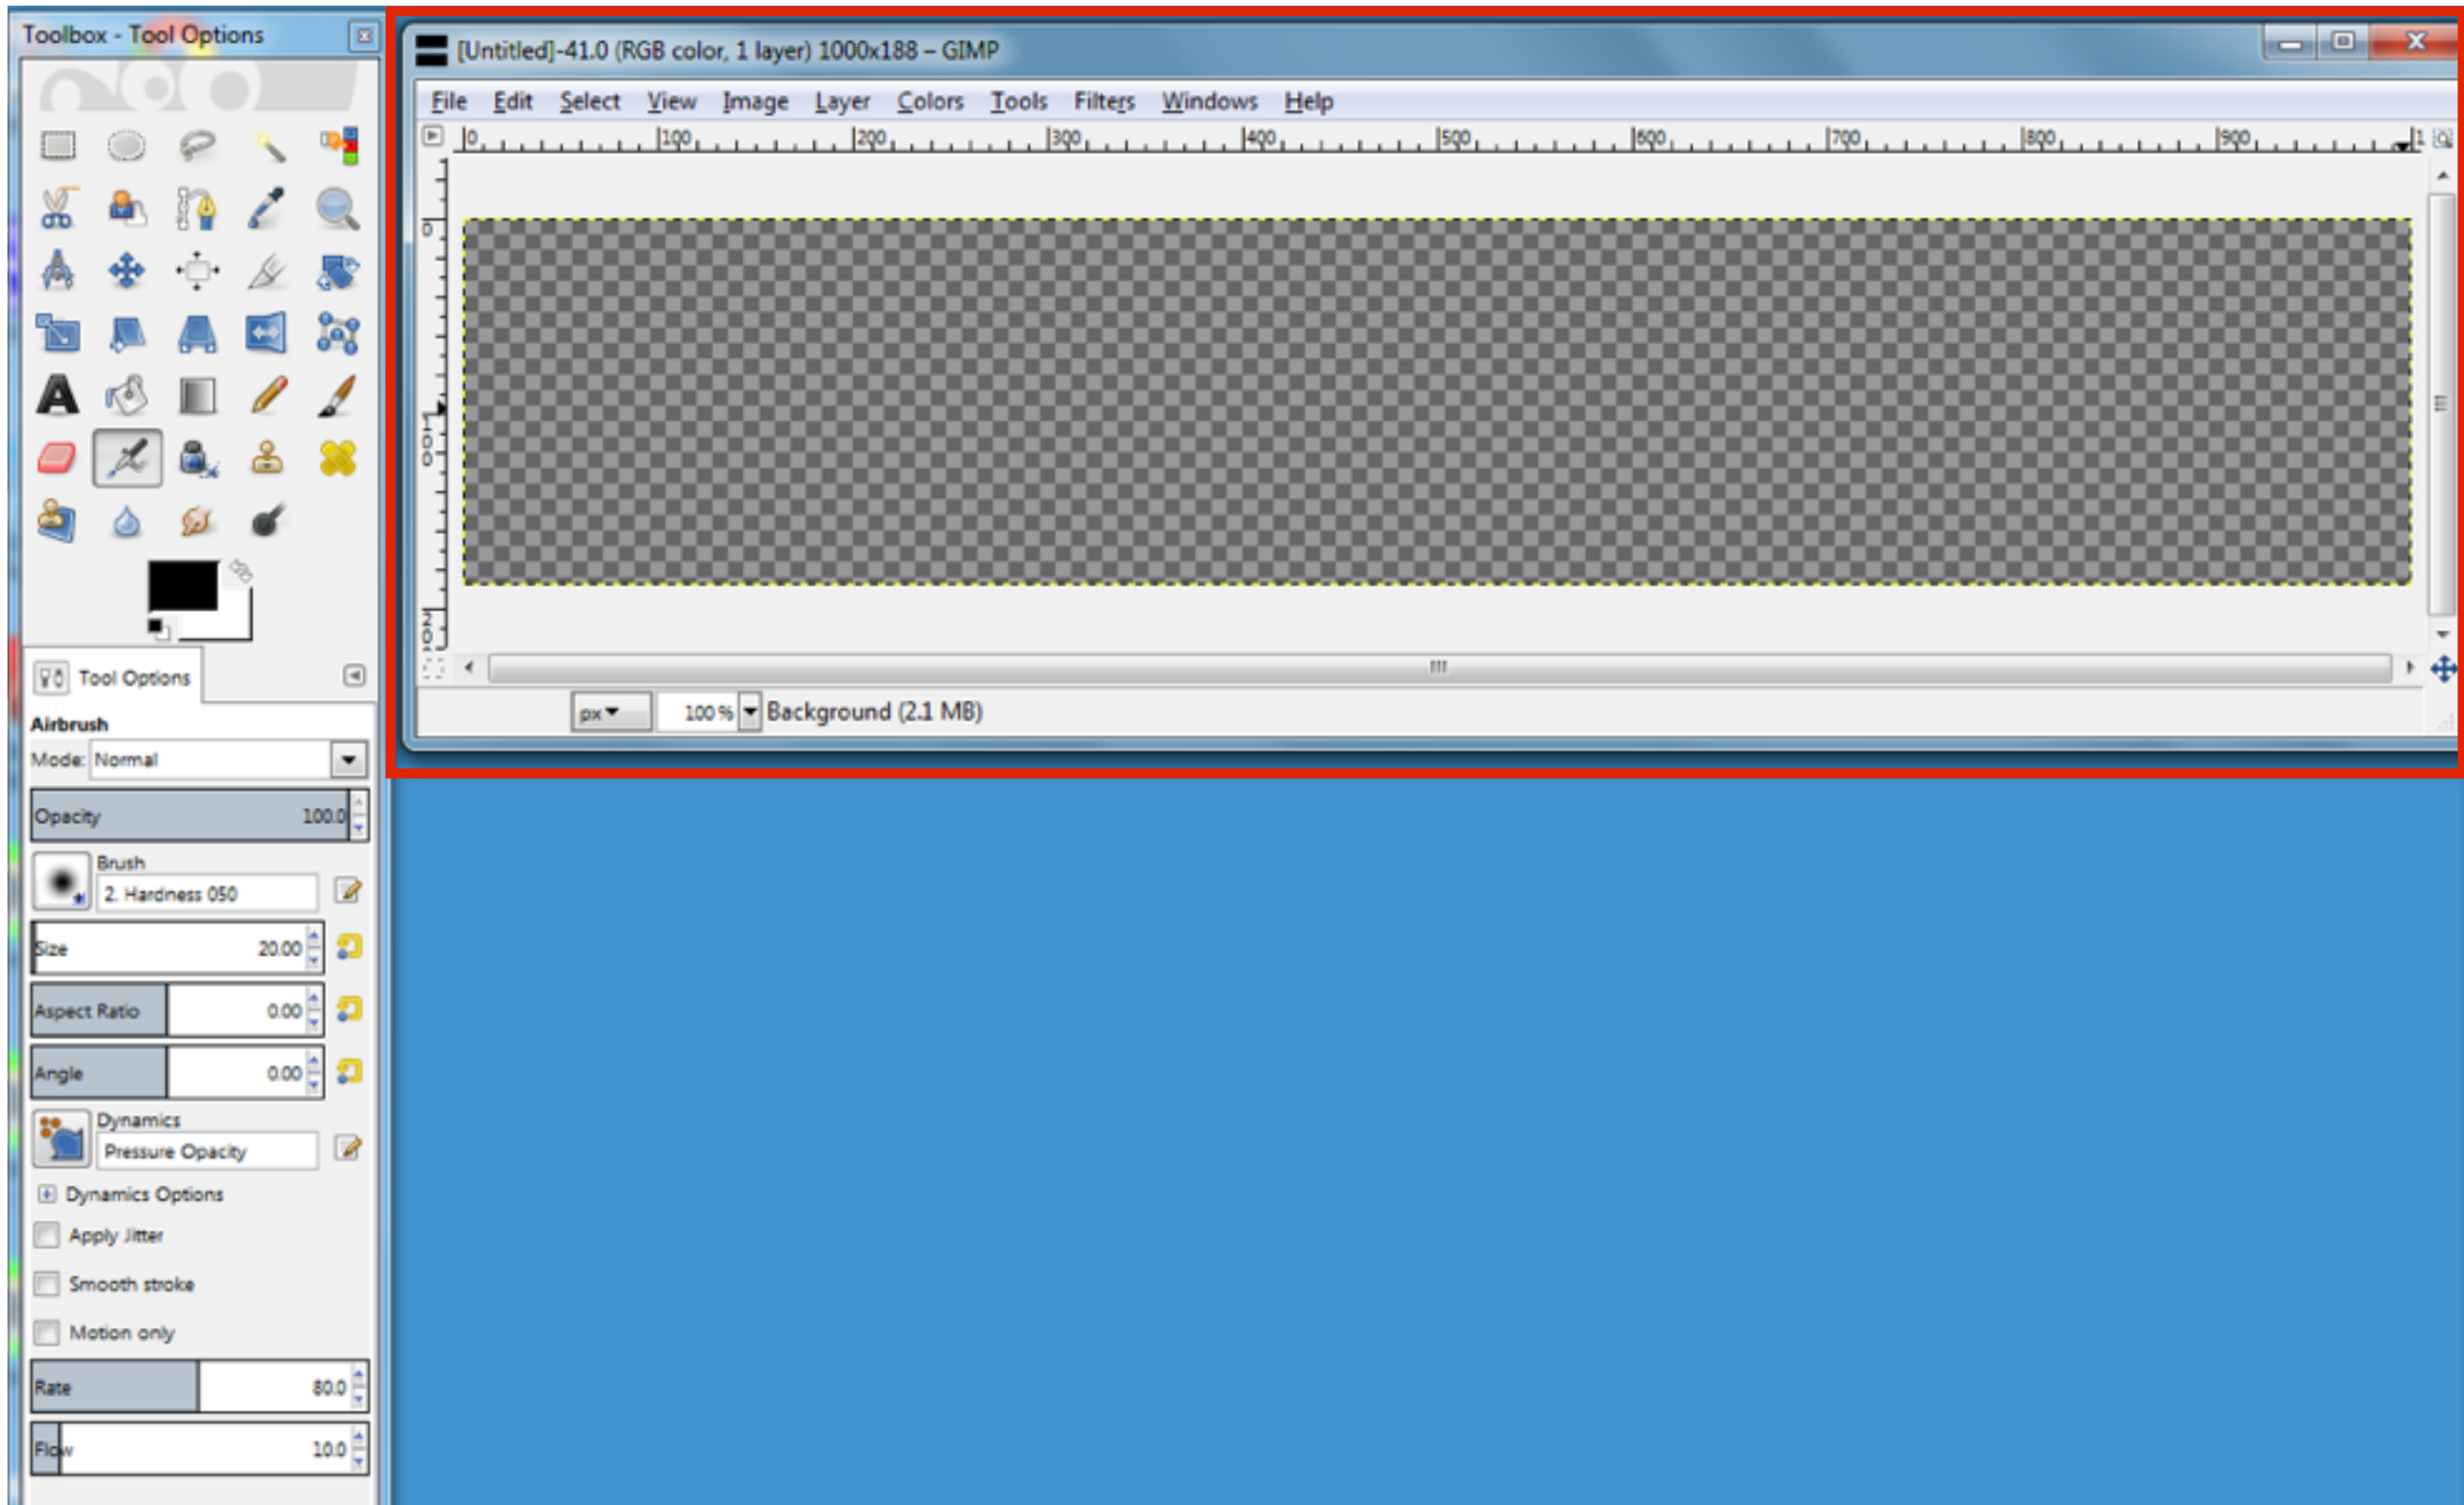 Toolbox - Tool Options
[Untitled]-41.0 (RGB color, 1 layer) 1000x188 – GIMP
File Edit Select View Image Layer Colors Tools Filters Windows Help
0 100 200 300 400 500 600 700 800 900 1
0
100
20
px 100 % Background (2.1 MB)
Tool Options
Airbrush
Mode: Normal
Opacity 100.0
Brush
2. Hardness 050
Size 20.00
Aspect Ratio 0.00
Angle 0.00
Dynamics
Pressure Opacity
Dynamics Options
Apply Jitter
Smooth stroke
Motion only
Rate 80.0
Flow 10.0